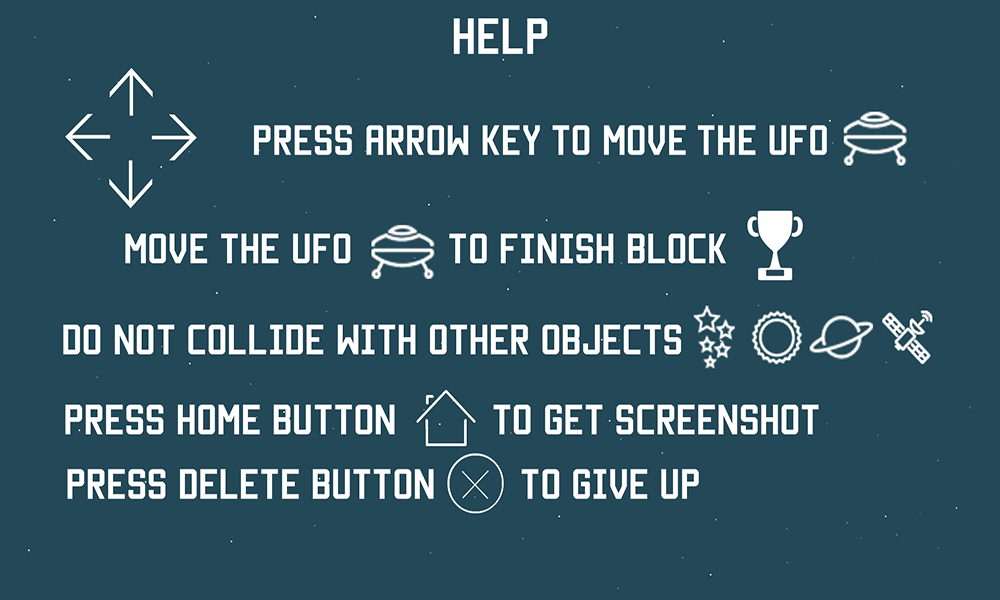 HELP
PRESS ARROW KEY TO MOVE THE UFO
MOVE THE UFO TO FINISH BLOCK
DO NOT COLLIDE WITH OTHER OBJECTS
PRESS HOME BUTTON TO GET SCREENSHOT
PRESS DELETE BUTTON TO GIVE UP